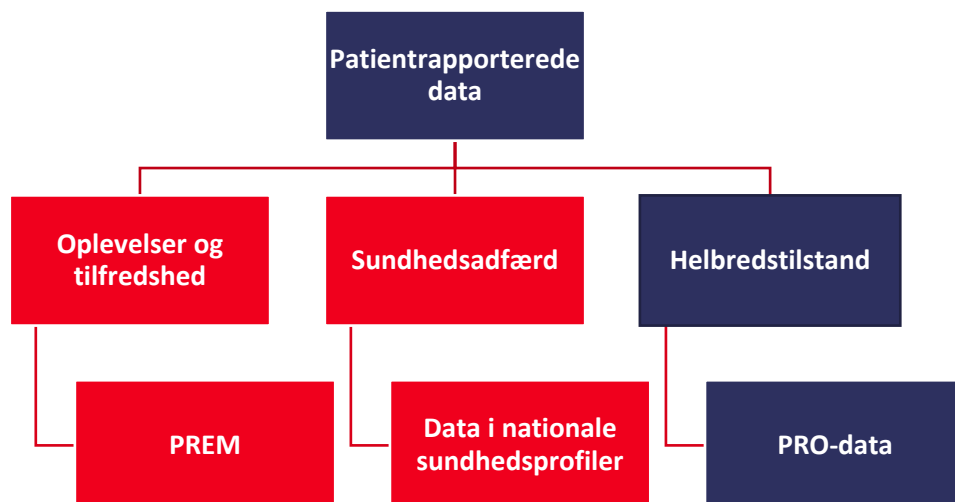 Patientrapporterede
data
Oplevelser og
tilfredshed
Sundhedsadfærd
Helbredstilstand
PREM
Data i nationale
sundhedsprofiler
PRO-data